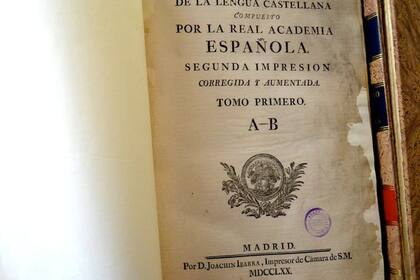 DE LA LENGUA CASTELLANA
COMPUESTO
POR LA REAL ACADEMIA
ESPAÑOLA.
SEGUNDA IMPRESION
CORREGIDA Y AUMENTADA.
TOMO PRIMERO.
A-B
MADRID.
Por D. JOACHIN IBARRA, Impresor de Cámara de S.M.
MDCCLXX.